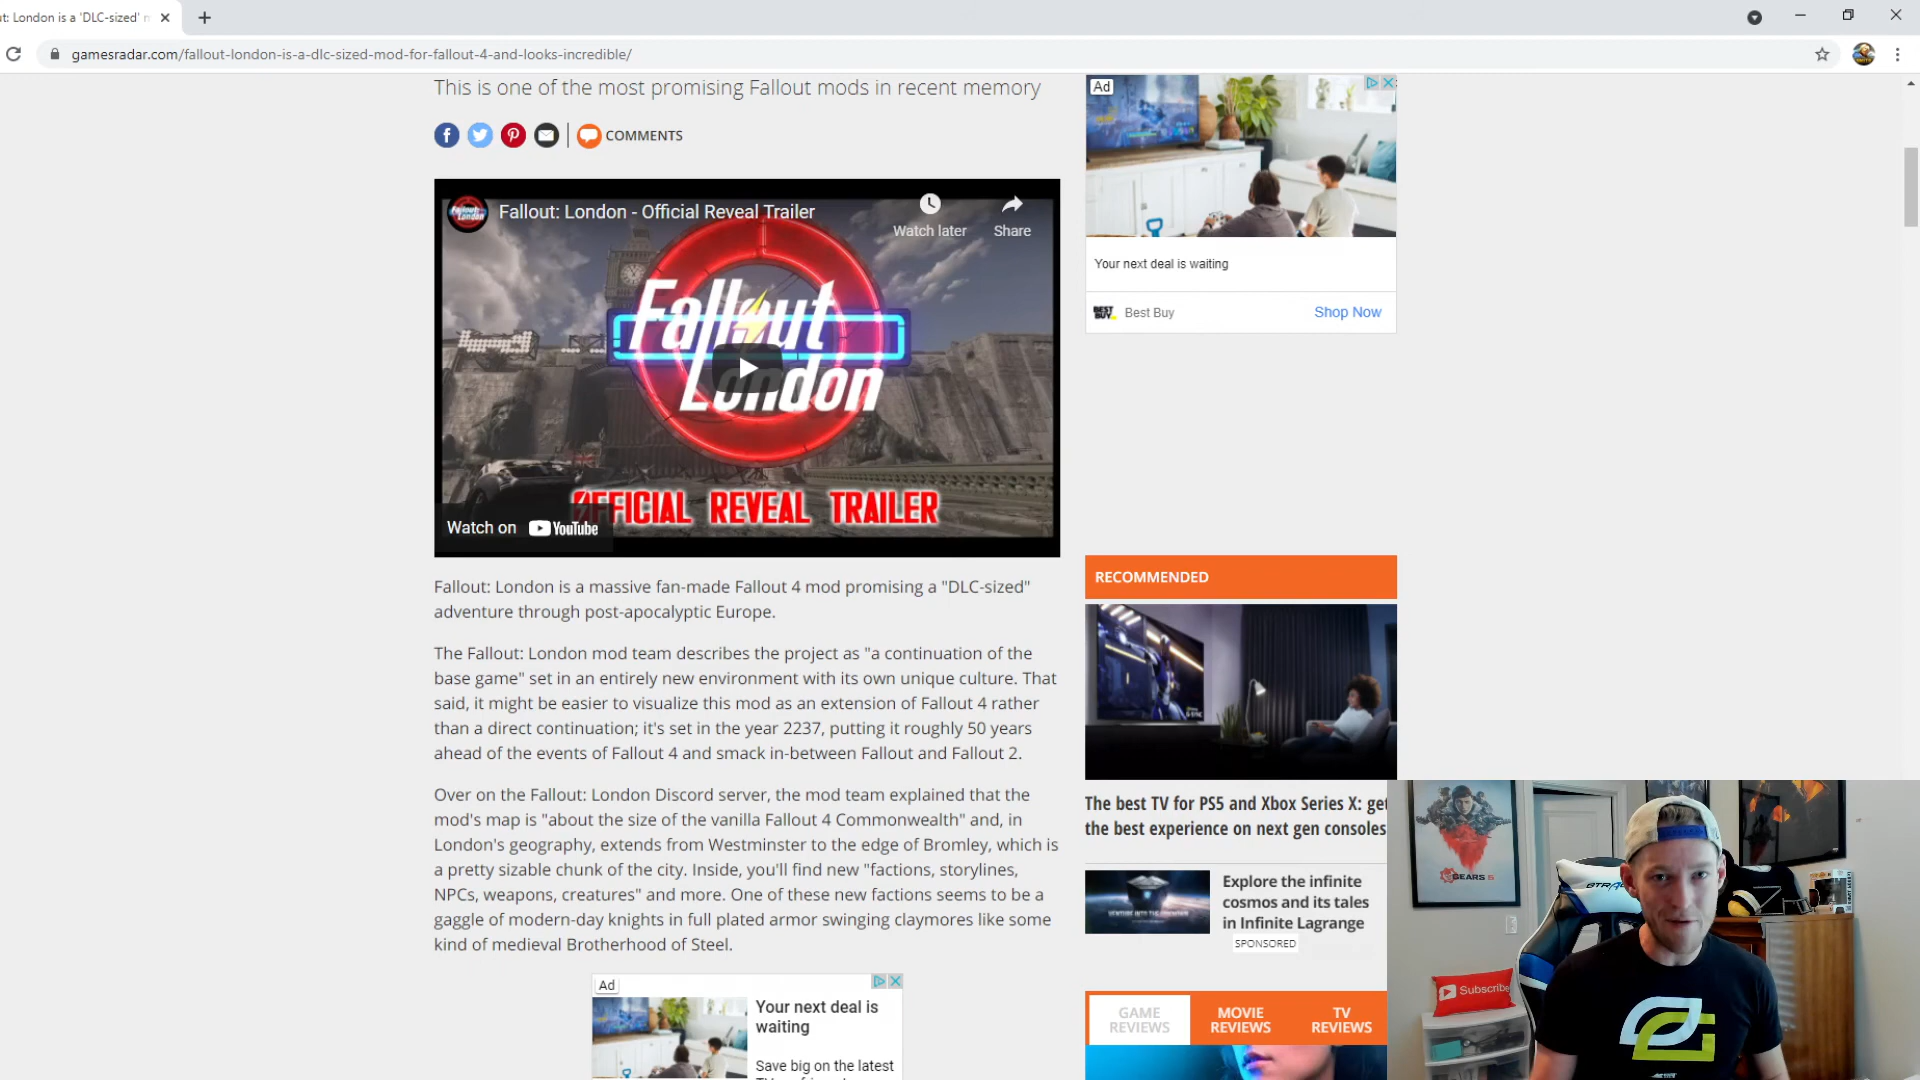 ut: London is a 'DLC-sized' m
gamesradar.com/fallout-london-is-a-dlc-sized-mod-for-fallout-4-and-looks-incredible/
This is one of the most promising Fallout mods in recent memory
COMMENTS
Fallout: London - Official Reveal Trailer
Watch later
Share
Fallout
London
OFFICIAL REVEAL TRAILER
Watch on YouTube
Fallout: London is a massive fan-made Fallout 4 mod promising a "DLC-sized"
adventure through post-apocalyptic Europe.
The Fallout: London mod team describes the project as "a continuation of the
base game" set in an entirely new environment with its own unique culture. That
said, it might be easier to visualize this mod as an extension of Fallout 4 rather
than a direct continuation; it's set in the year 2237, putting it roughly 50 years
ahead of the events of Fallout 4 and smack in-between Fallout and Fallout 2.
Over on the Fallout: London Discord server, the mod team explained that the
mod's map is "about the size of the vanilla Fallout 4 Commonwealth" and, in
London's geography, extends from Westminster to the edge of Bromley, which is
a pretty sizable chunk of the city. Inside, you'll find new "factions, storylines,
NPCs, weapons, creatures" and more. One of these new factions seems to be a
gaggle of modern-day knights in full plated armor swinging claymores like some
kind of medieval Brotherhood of Steel.
Ad
Your next deal is
waiting
Save big on the latest
Ad
Your next deal is waiting
BEST BUY
Best Buy
Shop Now
RECOMMENDED
The best TV for PS5 and Xbox Series X: get
the best experience on next gen consoles
Explore the infinite
cosmos and its tales
in Infinite Lagrange
SPONSORED
GAME
REVIEWS
MOVIE
REVIEWS
TV
REVIEWS
GEARS 5
Subscribe